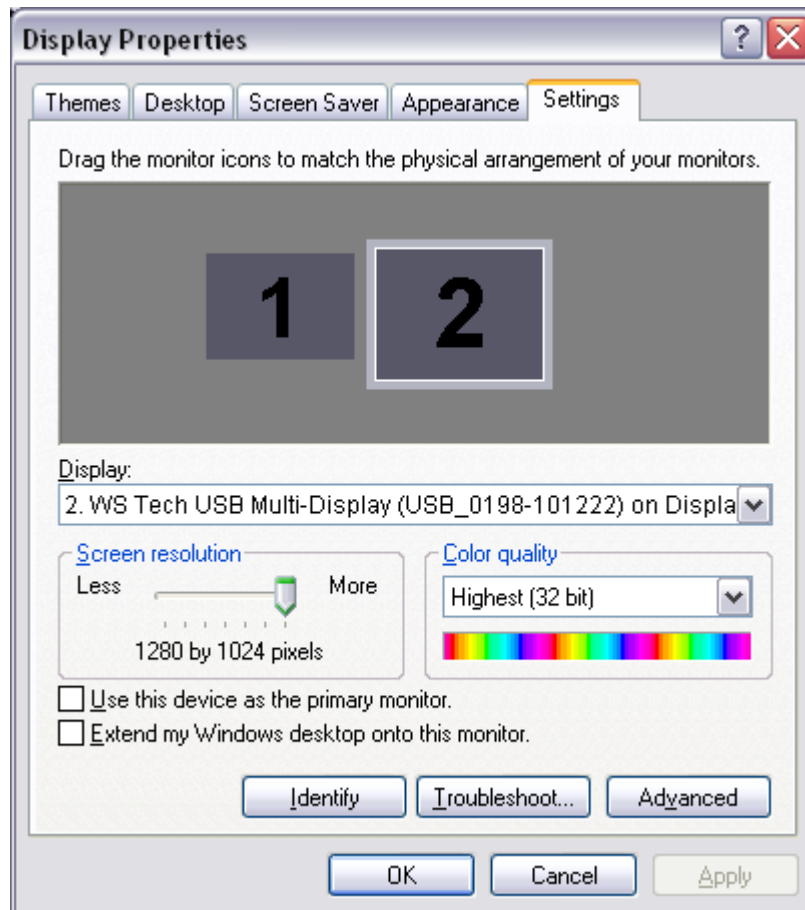 Display Properties
?
Themes Desktop Screen Saver Appearance Settings
Drag the monitor icons to match the physical arrangement of your monitors.
1 2
Display:
2. WS Tech USB Multi-Display (USB_0198-101222) on Displa
Screen resolution
Less More
1280 by 1024 pixels
Color quality
Highest (32 bit)
Use this device as the primary monitor.
Extend my Windows desktop onto this monitor.
Identify Troubleshoot... Advanced
OK Cancel Apply